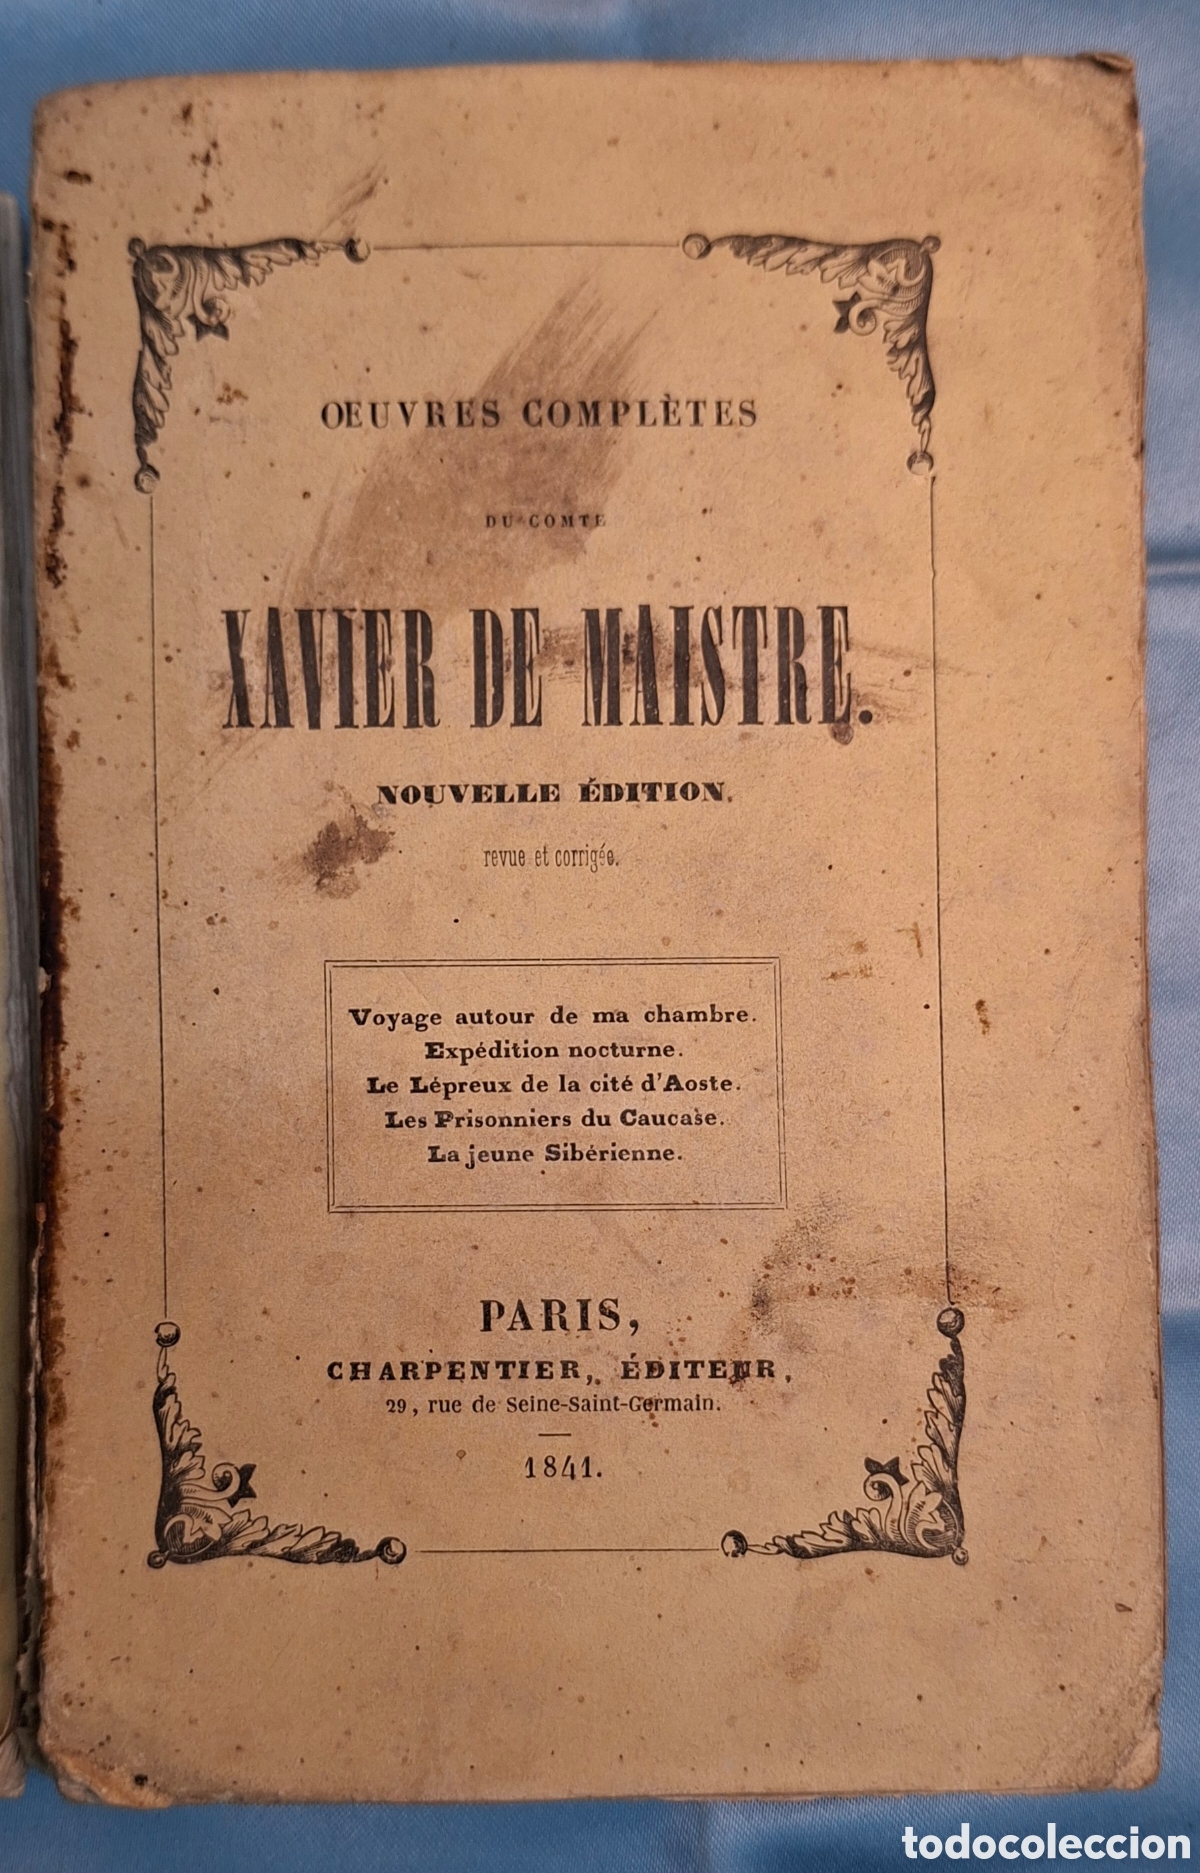 OEUVRES COMPLÈTES
DU COMTE
XAVIER DE MAISTRE.
NOUVELLE ÉDITION,
revue et corrigée.
Voyage autour de ma chambre.
Expédition nocturne.
Le Lépreux de la cité d'Aoste.
Les Prisonniers du Caucase.
La jeune Sibérienne.
PARIS,
CHARPENTIER, ÉDITEUR,
29, rue de Seine-Saint-Germain.
1841.
todocoleccion